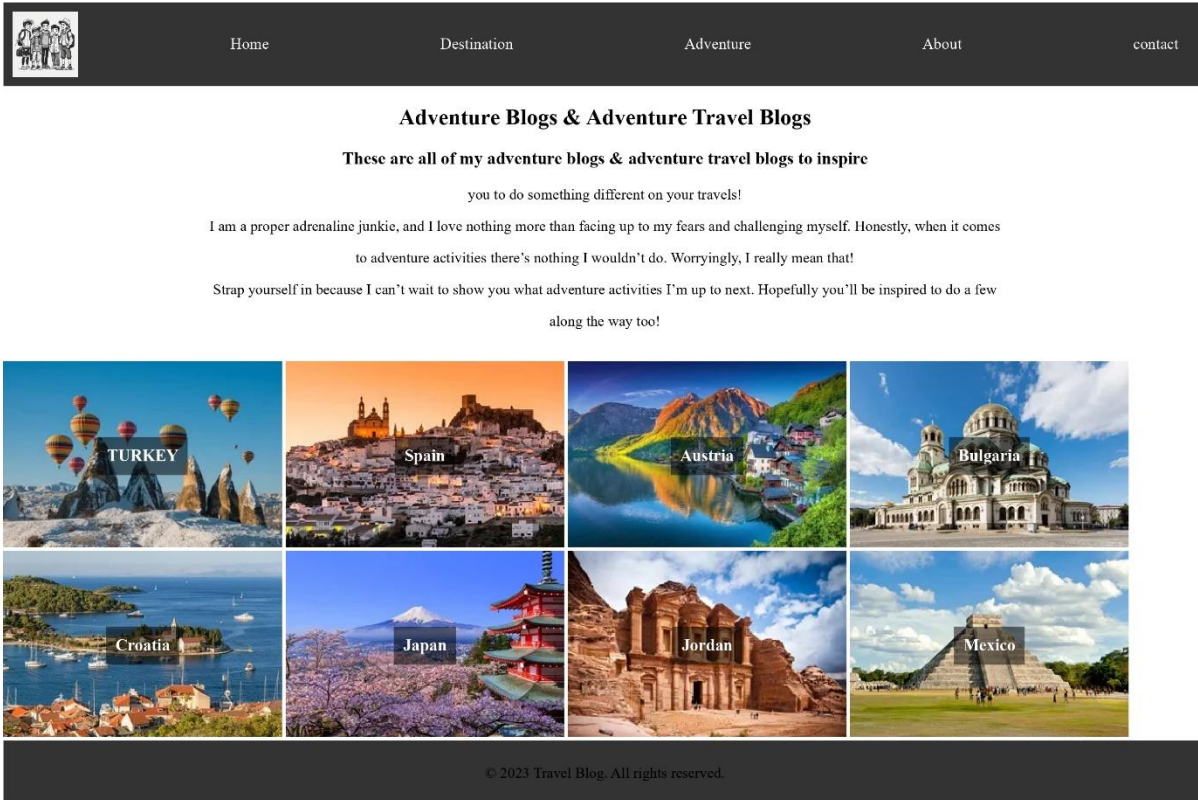 Home Destination Adventure About contact
Adventure Blogs & Adventure Travel Blogs
These are all of my adventure blogs & adventure travel blogs to inspire
you to do something different on your travels!
I am a proper adrenaline junkie, and I love nothing more than facing up to my fears and challenging myself. Honestly, when it comes
to adventure activities there’s nothing I wouldn’t do. Worryingly, I really mean that!
Strap yourself in because I can’t wait to show you what adventure activities I’m up to next. Hopefully you’ll be inspired to do a few
along the way too!
TURKEY Spain Austria Bulgaria
Croatia Japan Jordan Mexico
© 2023 Travel Blog. All rights reserved.